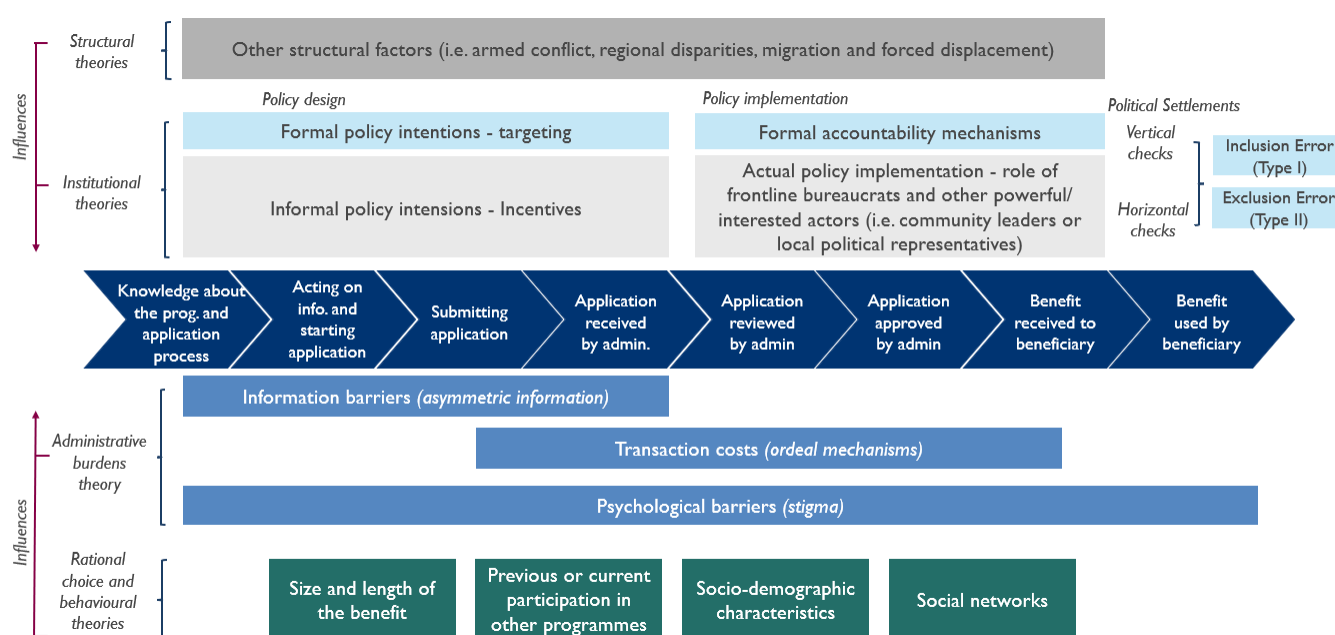 Structural
theories
Other structural factors (i.e. armed conflict, regional disparities, migration and forced displacement)
Influences
Policy design
Policy implementation
Political Settlements
Institutional
theories
Formal policy intentions - targeting
Formal accountability mechanisms
Informal policy intensions - Incentives
Actual policy implementation - role of
frontline bureaucrats and other powerful/
interested actors (i.e. community leaders or
local political representatives)
Vertical
checks
Horizontal
checks
Inclusion Error
(Type I)
Exclusion Error
(Type II)
Knowledge about
the prog. and
application
process
Acting on
info. and
starting
application
Submitting
application
Application
received
by admin.
Application
reviewed
by admin
Application
approved
by admin
Benefit
received to
beneficiary
Benefit
used by
beneficiary
Influences
Administrative
burdens
theory
Information barriers (asymmetric information)
Transaction costs (ordeal mechanisms)
Psychological barriers (stigma)
Rational
choice and
behavioural
theories
Size and length of
the benefit
Previous or current
participation in
other programmes
Socio-demographic
characteristics
Social networks